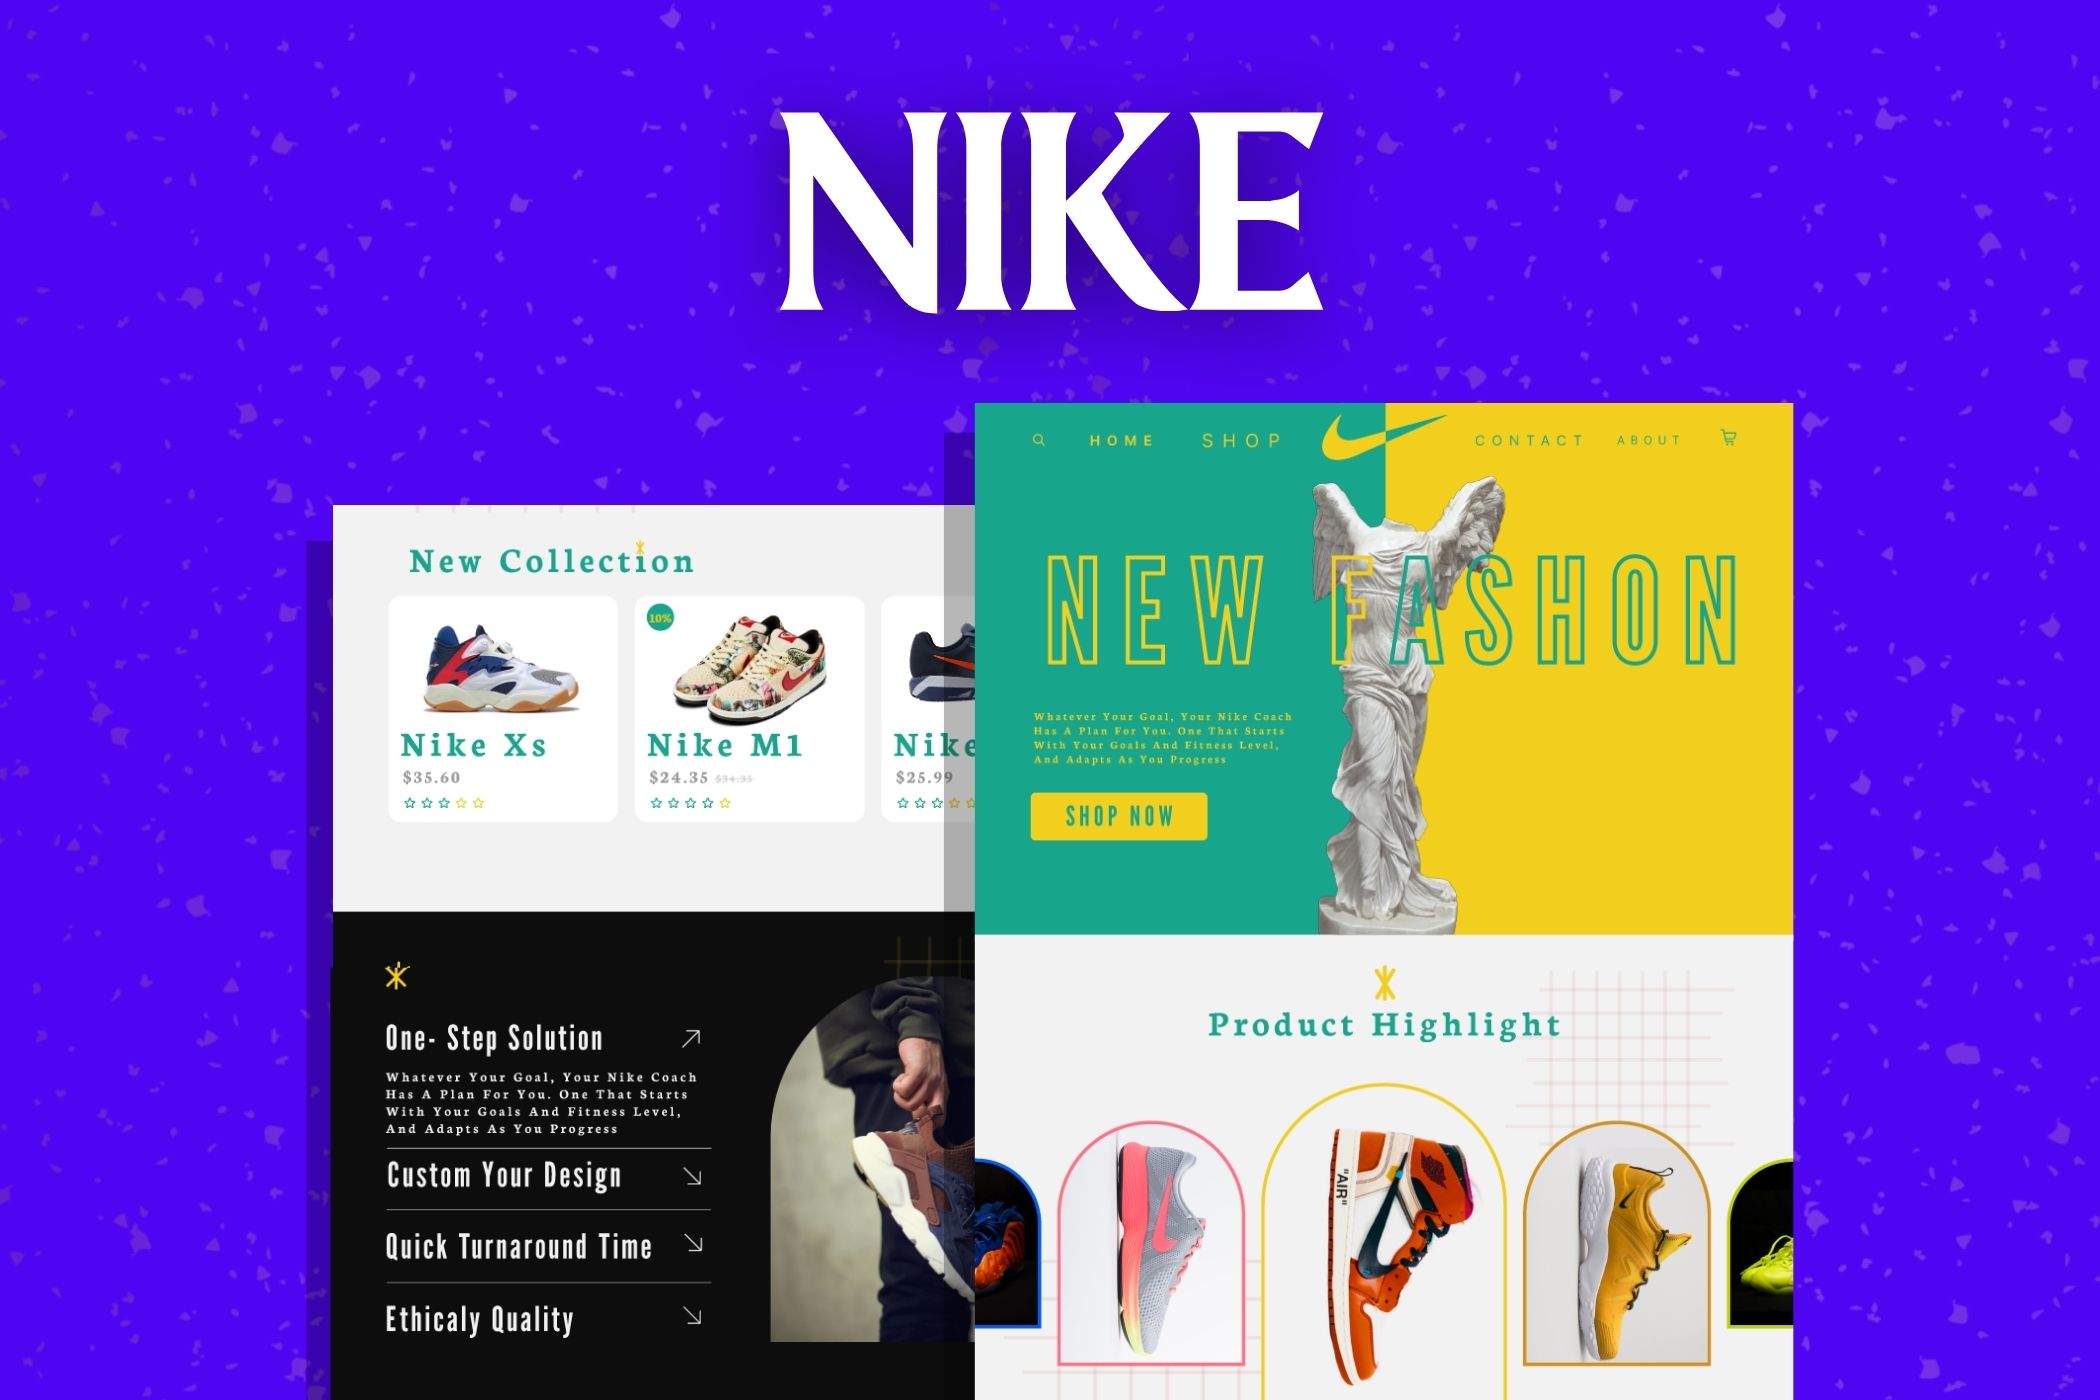 NIKE
New Collection
10%
Nike Xs
$35.60
Nike M1
$24.35 $34.35
Nike
$25.99
One- Step Solution
Whatever Your Goal, Your Nike Coach
Has A Plan For You. One That Starts
With Your Goals And Fitness Level,
And Adapts As You Progress
Custom Your Design
Quick Turnaround Time
Ethicaly Quality
HOME SHOP CONTACT ABOUT
NEW FASHON
Whatever Your Goal, Your Nike Coach
Has A Plan For You. One That Starts
With Your Goals And Fitness Level,
And Adapts As You Progress
SHOP NOW
Product Highlight
"AIR"